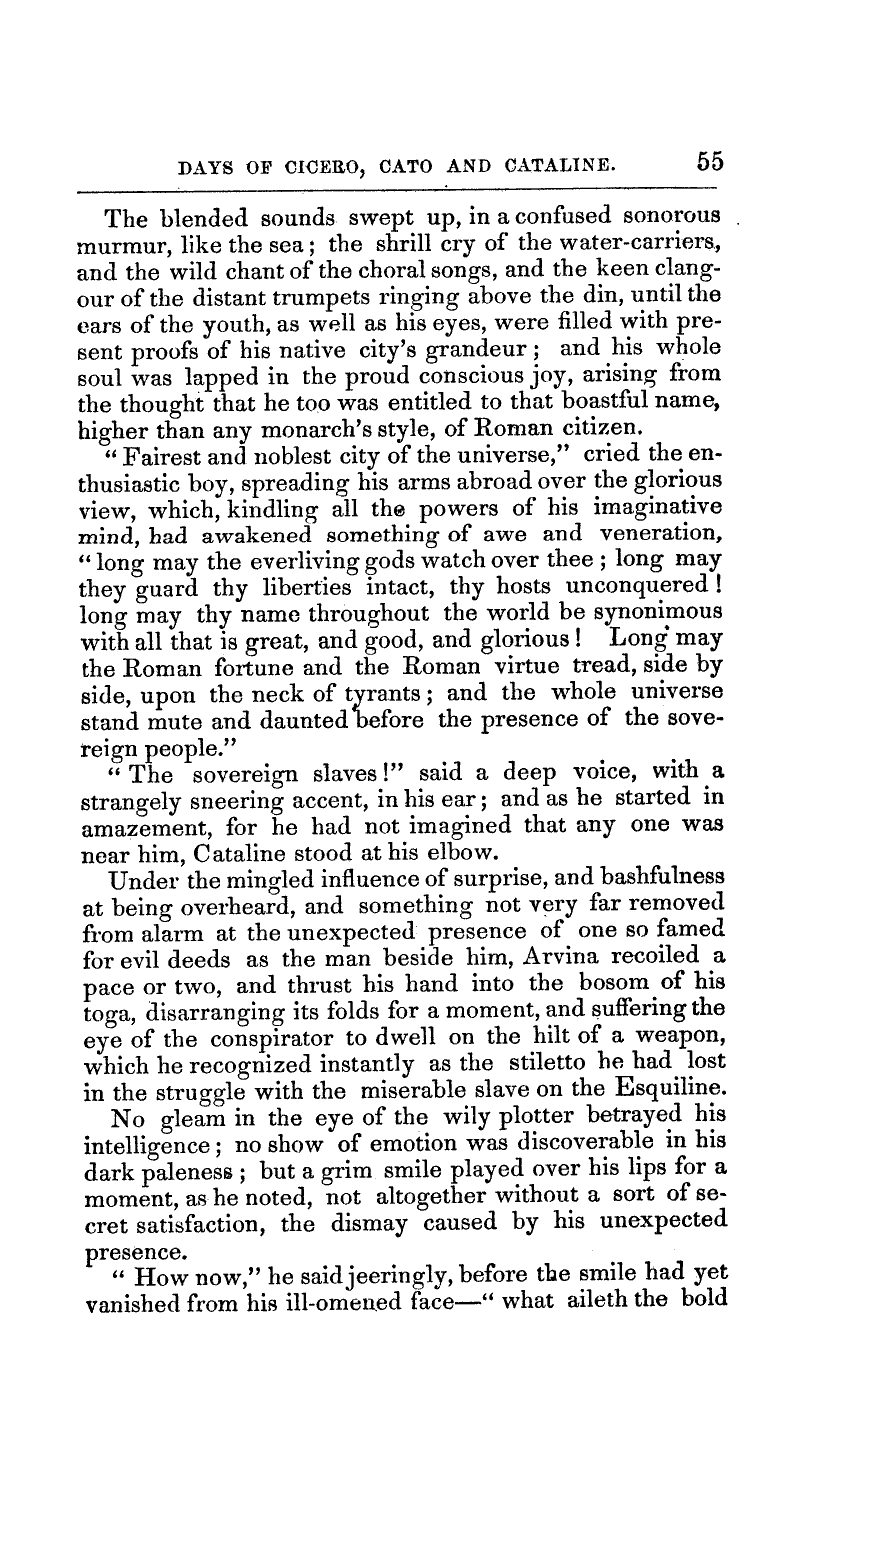 DAYS OF CICERO, CATO AND CATALINE. 55
The blended sounds swept up, in a confused sonorous
murmur, like the sea; the shrill cry of the water-carriers,
and the wild chant of the choral songs, and the keen clang-
our of the distant trumpets ringing above the din, until the
ears of the youth, as well as his eyes, were filled with pre-
sent proofs of his native city's grandeur; and his whole
soul was lapped in the proud conscious joy, arising from
the thought that he too was entitled to that boastful name,
higher than any monarch's style, of Roman citizen.
"Fairest and noblest city of the universe," cried the en-
thusiastic boy, spreading his arms abroad over the glorious
view, which, kindling all the powers of his imaginative
mind, had awakened something of awe and veneration,
"long may the everliving gods watch over thee; long may
they guard thy liberties intact, thy hosts unconquered!
long may thy name throughout the world be synonimous
with all that is great, and good, and glorious! Long may
the Roman fortune and the Roman virtue tread, side by
side, upon the neck of tyrants; and the whole universe
stand mute and daunted before the presence of the sove-
reign people."
"The sovereign slaves!" said a deep voice, with a
strangely sneering accent, in his ear; and as he started in
amazement, for he had not imagined that any one was
near him, Cataline stood at his elbow.
Under the mingled influence of surprise, and bashfulness
at being overheard, and something not very far removed
from alarm at the unexpected presence of one so famed
for evil deeds as the man beside him, Arvina recoiled a
pace or two, and thrust his hand into the bosom of his
toga, disarranging its folds for a moment, and suffering the
eye of the conspirator to dwell on the hilt of a weapon,
which he recognized instantly as the stiletto he had lost
in the struggle with the miserable slave on the Esquiline.
No gleam in the eye of the wily plotter betrayed his
intelligence; no show of emotion was discoverable in his
dark paleness; but a grim smile played over his lips for a
moment, as he noted, not altogether without a sort of se-
cret satisfaction, the dismay caused by his unexpected
presence.
"How now," he said jeeringly, before the smile had yet
vanished from his ill-omened face—"what aileth the bold